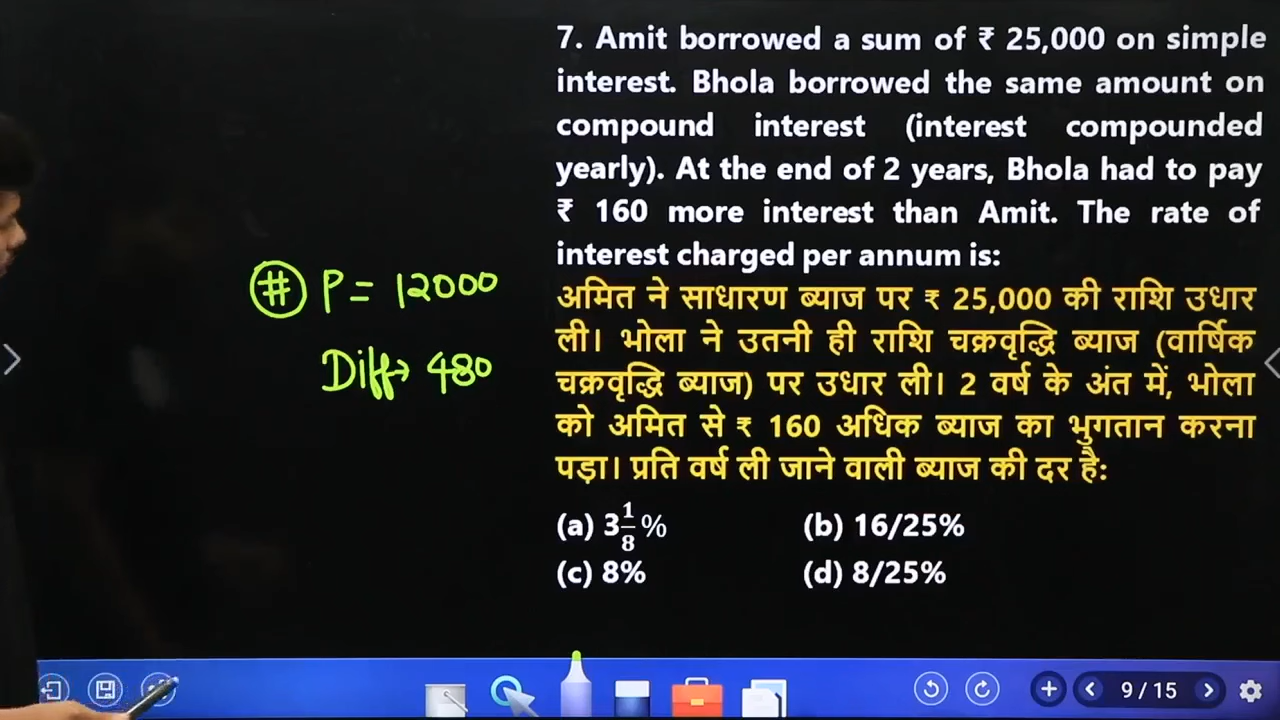 7. Amit borrowed a sum of ₹ 25,000 on simple
interest. Bhola borrowed the same amount on
compound interest (interest compounded
yearly). At the end of 2 years, Bhola had to pay
₹ 160 more interest than Amit. The rate of
interest charged per annum is:
अमित ने साधारण ब्याज पर ₹ 25,000 की राशि उधार
ली। भोला ने उतनी ही राशि चक्रवृद्धि ब्याज (वार्षिक
चक्रवृद्धि ब्याज) पर उधार ली। 2 वर्ष के अंत में, भोला
को अमित से ₹ 160 अधिक ब्याज का भुगतान करना
पड़ा। प्रति वर्ष ली जाने वाली ब्याज की दर है:
(a) 3 1/8 % (b) 16/25%
(c) 8% (d) 8/25%
# P = 12000
Diff→ 480
9 / 15